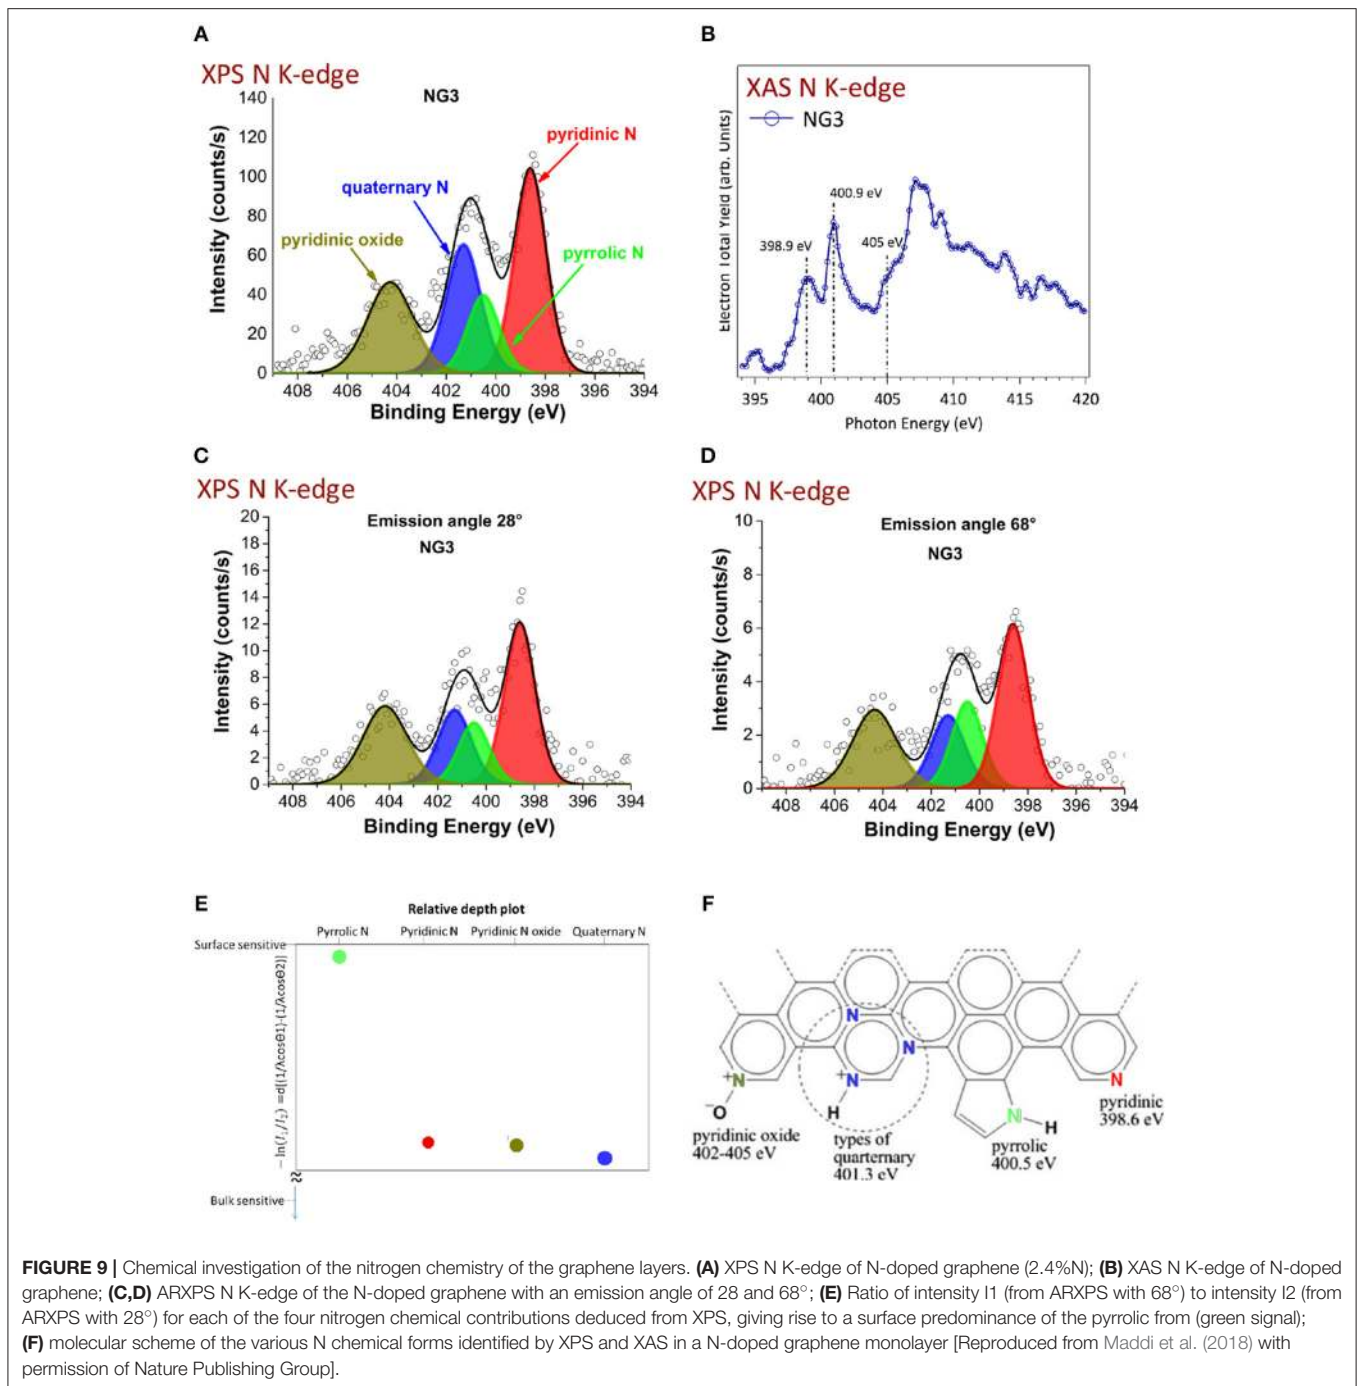 A
XPS N K-edge
NG3
Intensity (counts/s)
140
120
100
80
60
40
20
0
pyridinic N
quaternary N
pyridinic oxide
pyrrolic N
408 406 404 402 400 398 396 394
Binding Energy (eV)
B
XAS N K-edge
NG3
Electron Total Yield (arb. Units)
400.9 eV
398.9 eV
405 eV
395 400 405 410 415 420
Photon Energy (eV)
C
XPS N K-edge
Emission angle 28°
NG3
Intensity (counts/s)
20
18
16
14
12
10
8
6
4
2
0
408 406 404 402 400 398 396 394
Binding Energy (eV)
D
XPS N K-edge
Emission angle 68°
NG3
Intensity (counts/s)
10
8
6
4
2
0
408 406 404 402 400 398 396 394
Binding Energy (eV)
E
Relative depth plot
Pyrrolic N Pyridinic N Pyridinic N oxide Quaternary N
Surface sensitive
−ln(I₁/I₂) =d[(1/λcosΘ1)-(1/λcosΘ2)]
≈
Bulk sensitive
F
N
N
N
+
N
+
N
N
−O
H
H
pyridinic oxide
402-405 eV
types of
quarternary
401.3 eV
pyrrolic
400.5 eV
pyridinic
398.6 eV
FIGURE 9 | Chemical investigation of the nitrogen chemistry of the graphene layers. (A) XPS N K-edge of N-doped graphene (2.4%N); (B) XAS N K-edge of N-doped
graphene; (C,D) ARXPS N K-edge of the N-doped graphene with an emission angle of 28 and 68°; (E) Ratio of intensity I1 (from ARXPS with 68°) to intensity I2 (from
ARXPS with 28°) for each of the four nitrogen chemical contributions deduced from XPS, giving rise to a surface predominance of the pyrrolic from (green signal);
(F) molecular scheme of the various N chemical forms identified by XPS and XAS in a N-doped graphene monolayer [Reproduced from Maddi et al. (2018) with
permission of Nature Publishing Group].